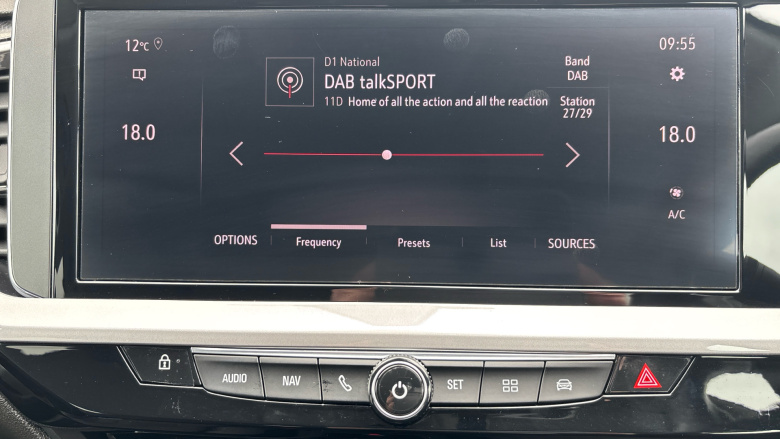 12°C
09:55
D1 National
DAB talkSPORT
11D Home of all the action and all the reaction
Band
DAB
Station
27/29
18.0
18.0
A/C
OPTIONS
Frequency
Presets
List
SOURCES
AUDIO
NAV
SET